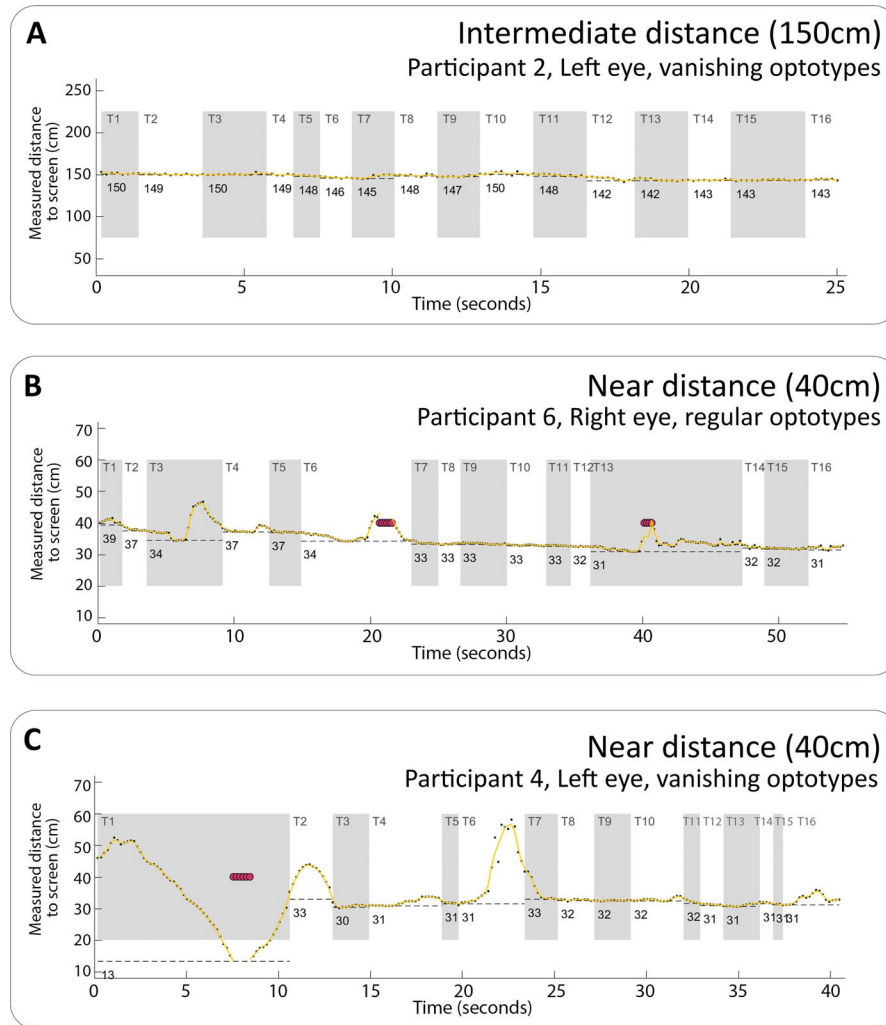 A
Intermediate distance (150cm)
Participant 2, Left eye, vanishing optotypes
Measured distance
to screen (cm)
250
200
150
100
50
T1 T2 T3 T4 T5 T6 T7 T8 T9 T10 T11 T12 T13 T14 T15 T16
150 149 150 149 148 146 145 148 147 150 148 142 142 143 143 143
0 5 10 15 20 25
Time (seconds)
B
Near distance (40cm)
Participant 6, Right eye, regular optotypes
Measured distance
to screen (cm)
70
60
50
40
30
20
10
T1 T2 T3 T4 T5 T6 T7 T8 T9 T10 T11 T12 T13 T14 T15 T16
39 37 34 37 37 34 33 33 33 33 33 32 31 32 32 31
0 10 20 30 40 50
Time (seconds)
C
Near distance (40cm)
Participant 4, Left eye, vanishing optotypes
Measured distance
to screen (cm)
70
60
50
40
30
20
10
T1 T2 T3 T4 T5 T6 T7 T8 T9 T10 T11 T12 T13 T14 T15 T16
13 33 30 31 31 31 33 32 32 32 32 31 31 31 31 31
0 5 10 15 20 25 30 35 40
Time (seconds)